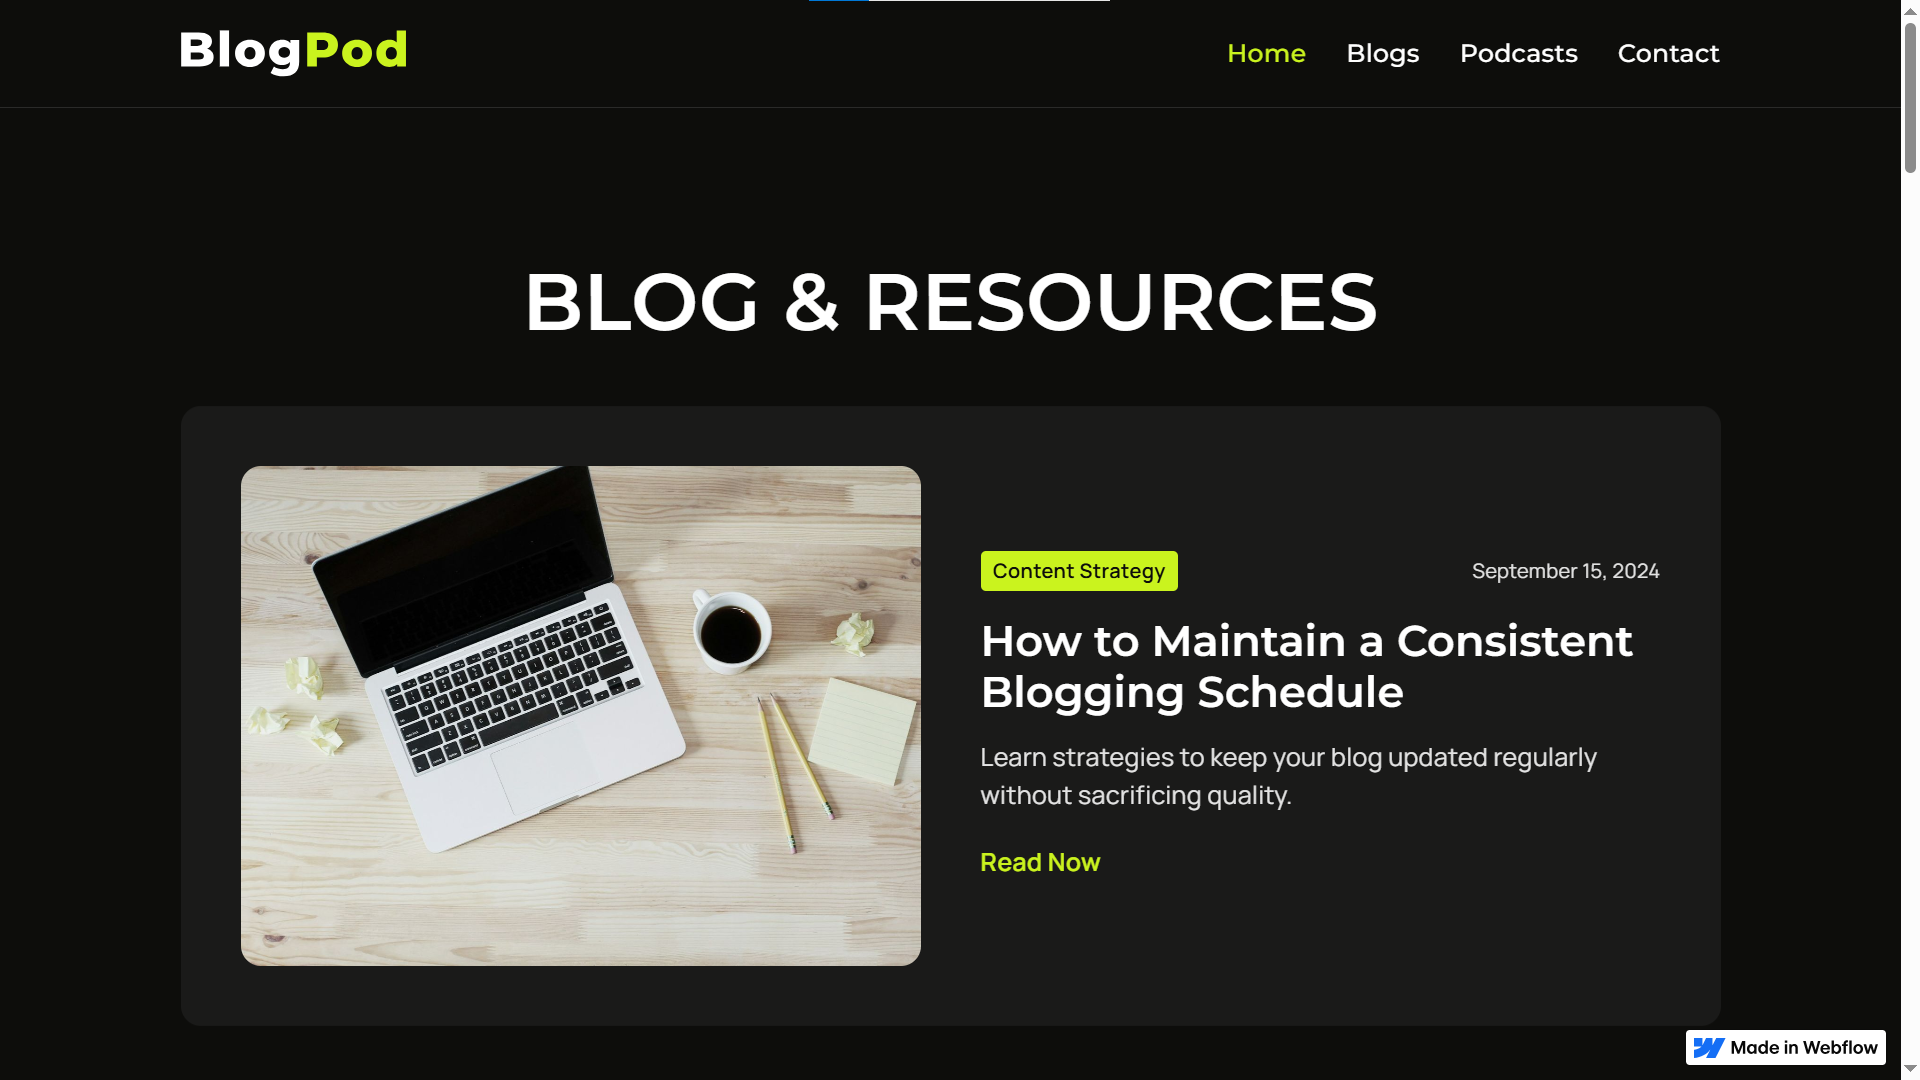 BlogPod
Home Blogs Podcasts Contact
BLOG & RESOURCES
Content Strategy
September 15, 2024
How to Maintain a Consistent
Blogging Schedule
Learn strategies to keep your blog updated regularly
without sacrificing quality.
Read Now
Made in Webflow